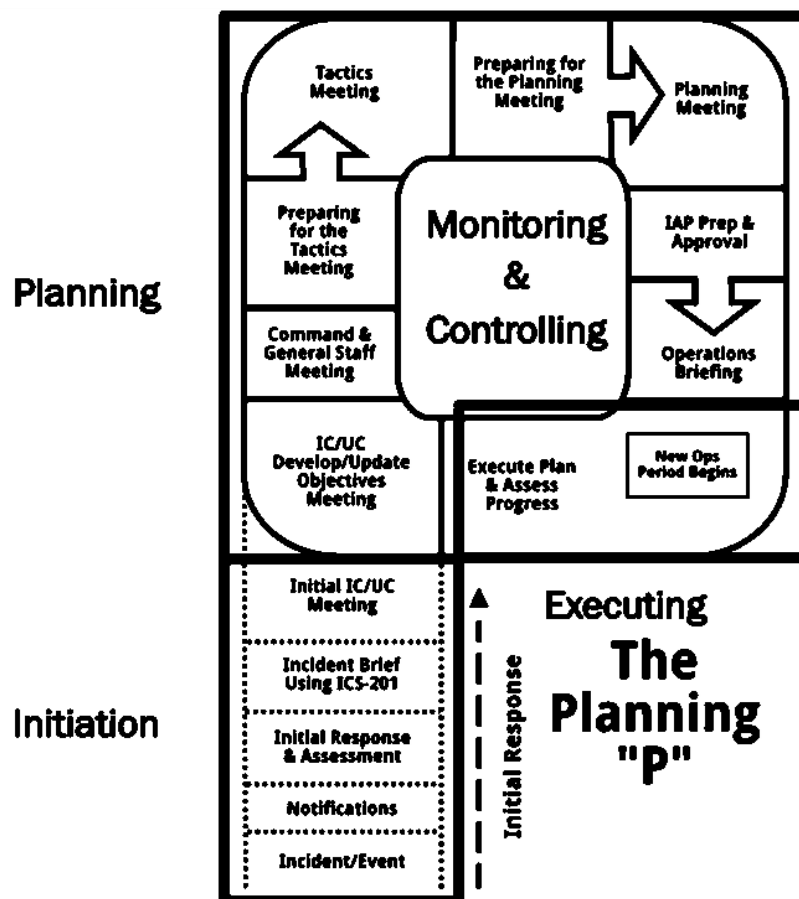 Tactics
Meeting
Preparing for
the Planning
Meeting
Planning
Meeting
Preparing
for the
Tactics
Meeting
Monitoring
&
Controlling
IAP Prep &
Approval
Planning
Command &
General Staff
Meeting
Operations
Briefing
IC/UC
Develop/Update
Objectives
Meeting
Execute Plan
& Assess
Progress
New Ops
Period Begins
Initial IC/UC
Meeting
Executing
The
Planning
"P"
Incident Brief
Using ICS-201
Initiation
Initial Response
& Assessment
Initial Response
Notifications
Incident/Event